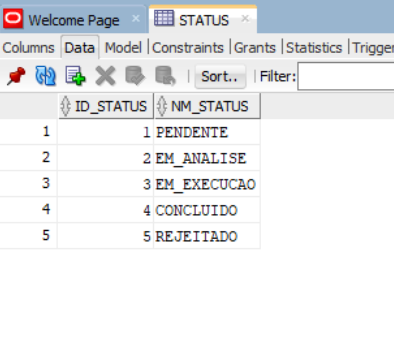 Welcome Page STATUS
Columns Data Model Constraints Grants Statistics Trigger
Sort.. Filter:
ID_STATUS NM_STATUS
1 1 PENDENTE
2 2 EM_ANALISE
3 3 EM_EXECUCAO
4 4 CONCLUIDO
5 5 REJEITADO